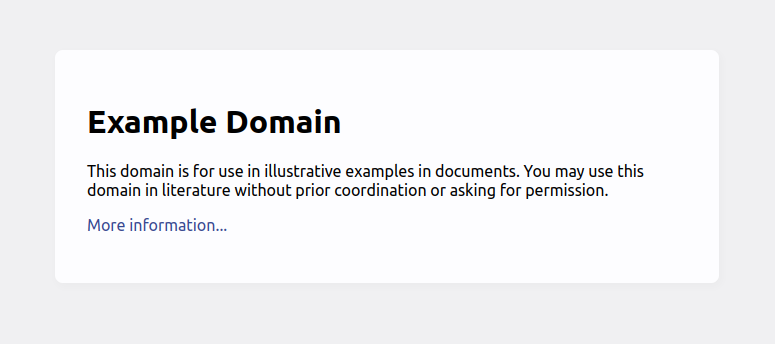 Example Domain
This domain is for use in illustrative examples in documents. You may use this
domain in literature without prior coordination or asking for permission.
More information...